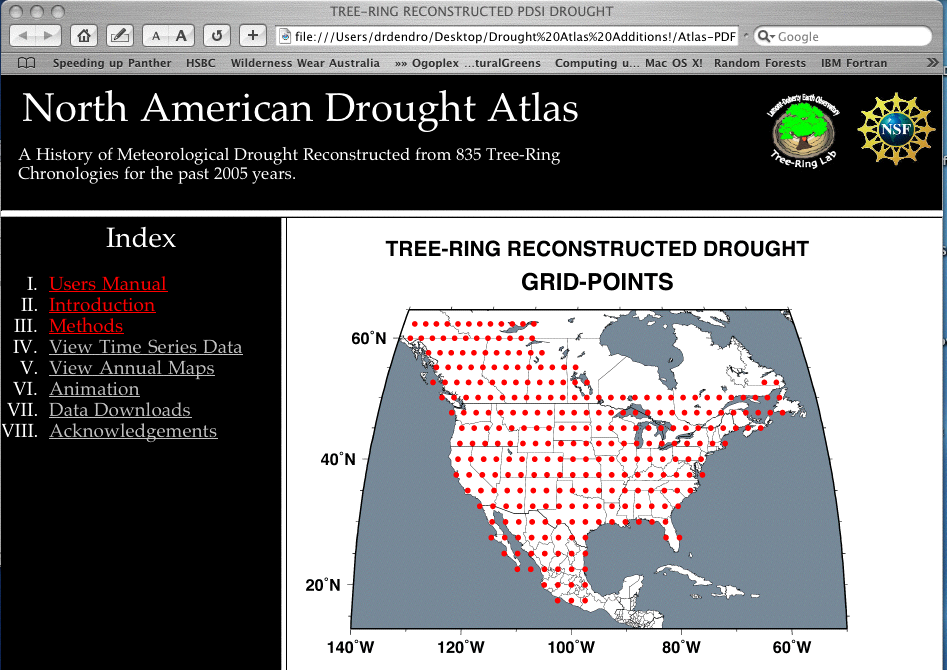 TREE-RING RECONSTRUCTED PDSI DROUGHT
A A
file:///Users/drdendro/Desktop/Drought%20Atlas%20Additions!/Atlas-PDF
Google
Speeding up Panther HSBC Wilderness Wear Australia »» Ogoplex ...turalGreens Computing u... Mac OS X! Random Forests IBM Fortran »
North American Drought Atlas
A History of Meteorological Drought Reconstructed from 835 Tree-Ring
Chronologies for the past 2005 years.
Lamont-Doherty Earth Observatory
Tree-Ring Lab
NSF
Index
I. Users Manual
II. Introduction
III. Methods
IV. View Time Series Data
V. View Annual Maps
VI. Animation
VII. Data Downloads
VIII. Acknowledgements
TREE-RING RECONSTRUCTED DROUGHT
GRID-POINTS
60˚N
40˚N
20˚N
140˚W 120˚W 100˚W 80˚W 60˚W